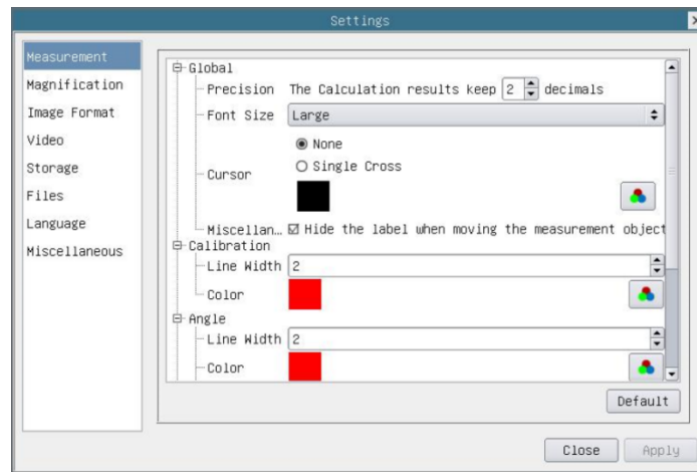 Settings
Measurement
Magnification
Image Format
Video
Storage
Files
Language
Miscellaneous
Global
Precision The Calculation results keep 2 decimals
Font Size Large
None
Single Cross
Cursor
Miscellan... Hide the label when moving the measurement object
Calibration
Line Width 2
Color
Angle
Line Width 2
Color
Default
Close Apply